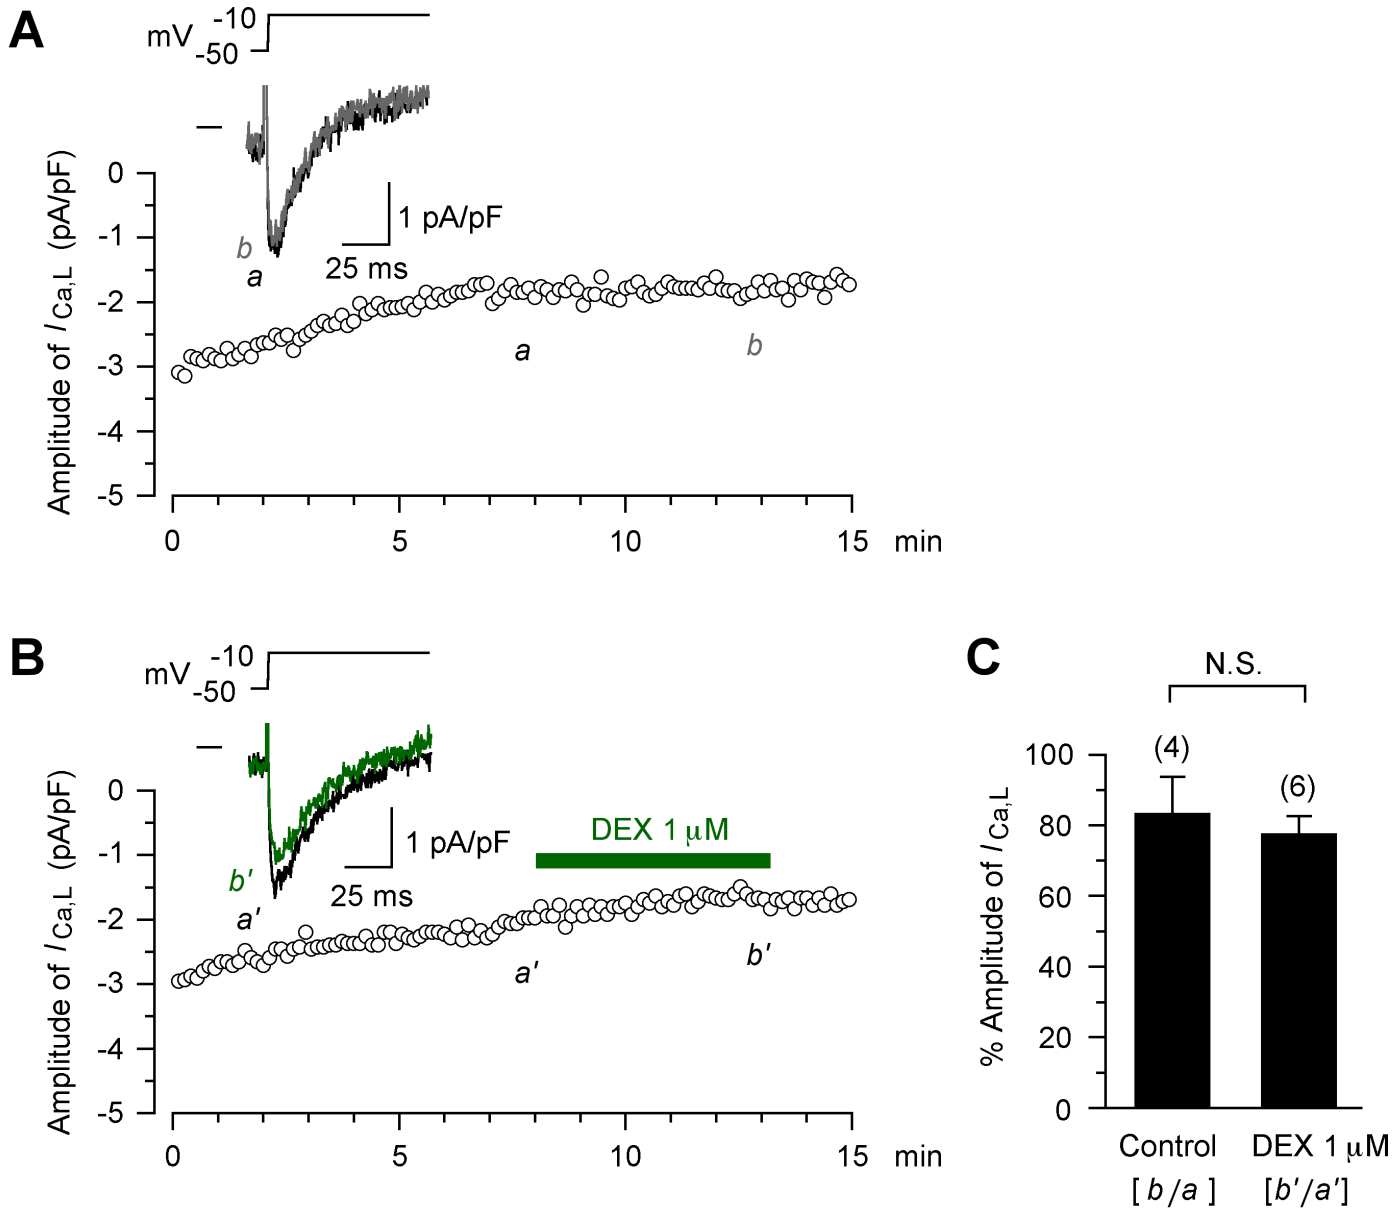 A
-10
mV
-50
0
-1
-2
-3
-4
-5
Amplitude of ICa,L (pA/pF)
1 pA/pF
25 ms
b
a
a
b
0 5 10 15 min
B
-10
mV
-50
0
-1
-2
-3
-4
-5
Amplitude of ICa,L (pA/pF)
1 pA/pF
25 ms
b'
a'
DEX 1 µM
a'
b'
0 5 10 15 min
C
N.S.
(4)
(6)
100
80
60
40
20
0
% Amplitude of ICa,L
Control DEX 1 µM
[ b/a ] [b'/a']